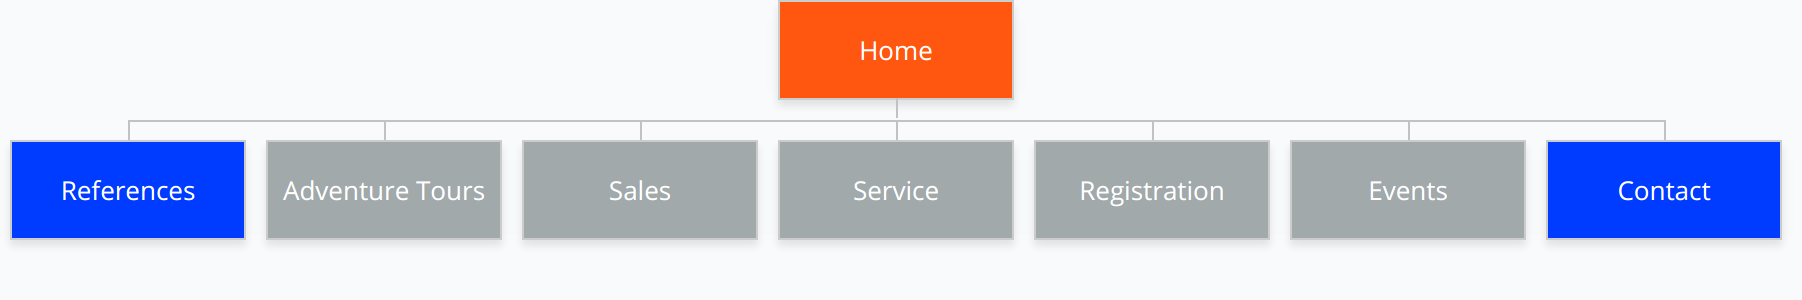 Home
References
Adventure Tours
Sales
Service
Registration
Events
Contact